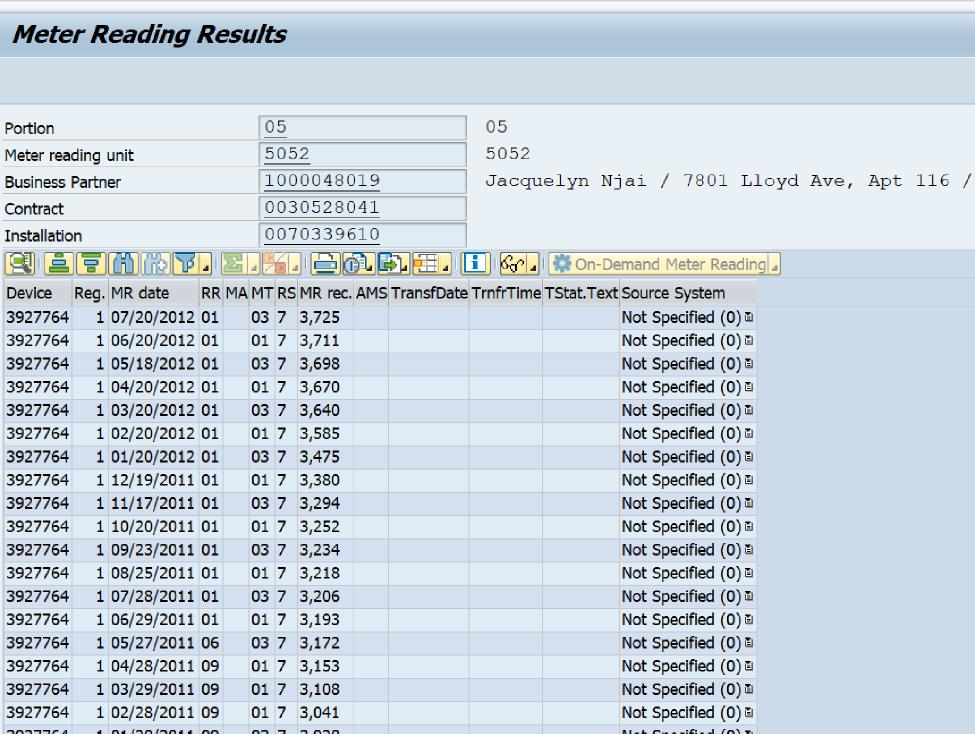 Meter Reading Results
Portion 05 05
Meter reading unit 5052 5052
Business Partner 1000048019 Jacquelyn Njai / 7801 Lloyd Ave, Apt 116 /
Contract 0030528041
Installation 0070339610
On-Demand Meter Reading
Device Reg. MR date RR MA MT RS MR rec. AMS TransfDate TrnfrTime TStat.Text Source System
3927764 1 07/20/2012 01 03 7 3,725 Not Specified (0)
3927764 1 06/20/2012 01 01 7 3,711 Not Specified (0)
3927764 1 05/18/2012 01 03 7 3,698 Not Specified (0)
3927764 1 04/20/2012 01 01 7 3,670 Not Specified (0)
3927764 1 03/20/2012 01 03 7 3,640 Not Specified (0)
3927764 1 02/20/2012 01 01 7 3,585 Not Specified (0)
3927764 1 01/20/2012 01 03 7 3,475 Not Specified (0)
3927764 1 12/19/2011 01 01 7 3,380 Not Specified (0)
3927764 1 11/17/2011 01 03 7 3,294 Not Specified (0)
3927764 1 10/20/2011 01 01 7 3,252 Not Specified (0)
3927764 1 09/23/2011 01 03 7 3,234 Not Specified (0)
3927764 1 08/25/2011 01 01 7 3,218 Not Specified (0)
3927764 1 07/28/2011 01 03 7 3,206 Not Specified (0)
3927764 1 06/29/2011 01 01 7 3,193 Not Specified (0)
3927764 1 05/27/2011 06 03 7 3,172 Not Specified (0)
3927764 1 04/28/2011 09 01 7 3,153 Not Specified (0)
3927764 1 03/29/2011 09 01 7 3,108 Not Specified (0)
3927764 1 02/28/2011 09 01 7 3,041 Not Specified (0)